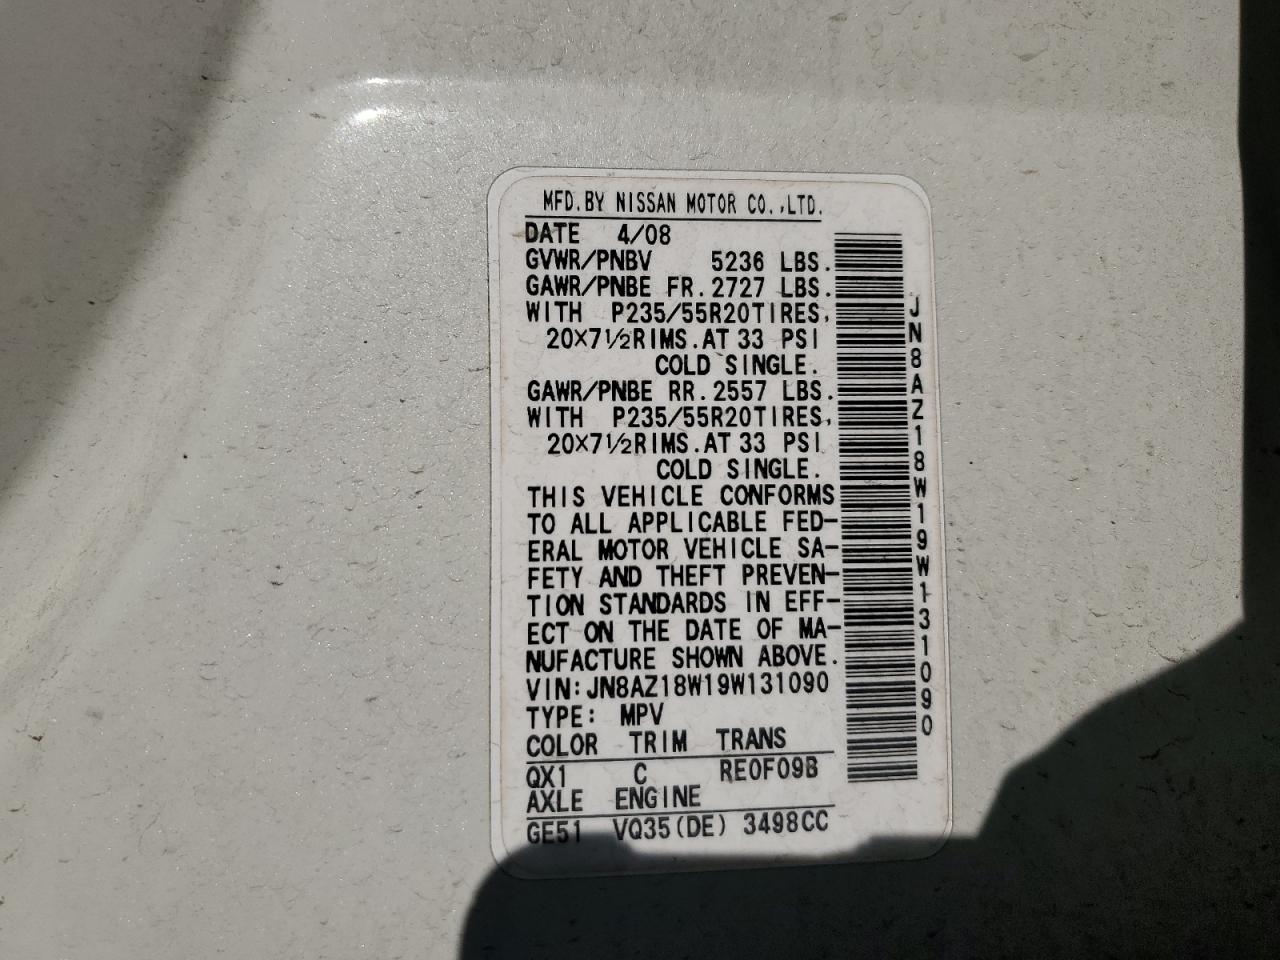 MFD.BY NISSAN MOTOR CO.,LTD.
DATE 4/08
GVWR/PNBV 5236 LBS.
GAWR/PNBE FR. 2727 LBS.
WITH P235/55R20TIRES,
20×7½RIMS.AT 33 PSI
COLD SINGLE.
GAWR/PNBE RR. 2557 LBS.
WITH P235/55R20TIRES,
20×7½RIMS.AT 33 PSI
COLD SINGLE.
THIS VEHICLE CONFORMS
TO ALL APPLICABLE FED-
ERAL MOTOR VEHICLE SA-
FETY AND THEFT PREVEN-
TION STANDARDS IN EFF-
ECT ON THE DATE OF MA-
NUFACTURE SHOWN ABOVE.
VIN:JN8AZ18W19W131090
TYPE: MPV
COLOR TRIM TRANS
QX1 C RE0F09B
AXLE ENGINE
GE51 VQ35(DE) 3498CC
JN8AZ18W19W131090